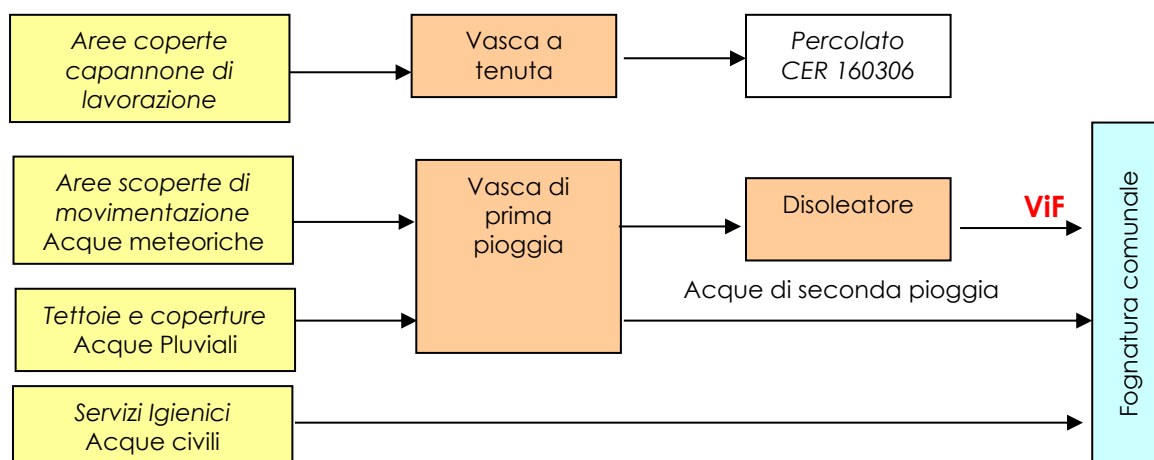 Aree coperte
capannone di
lavorazione
Vasca a
tenuta
Percolato
CER 160306
Aree scoperte di
movimentazione
Acque meteoriche
Vasca di
prima
pioggia
Disoleatore
ViF
Acque di seconda pioggia
Tettoie e coperture
Acque Pluviali
Servizi Igienici
Acque civili
Fognatura comunale